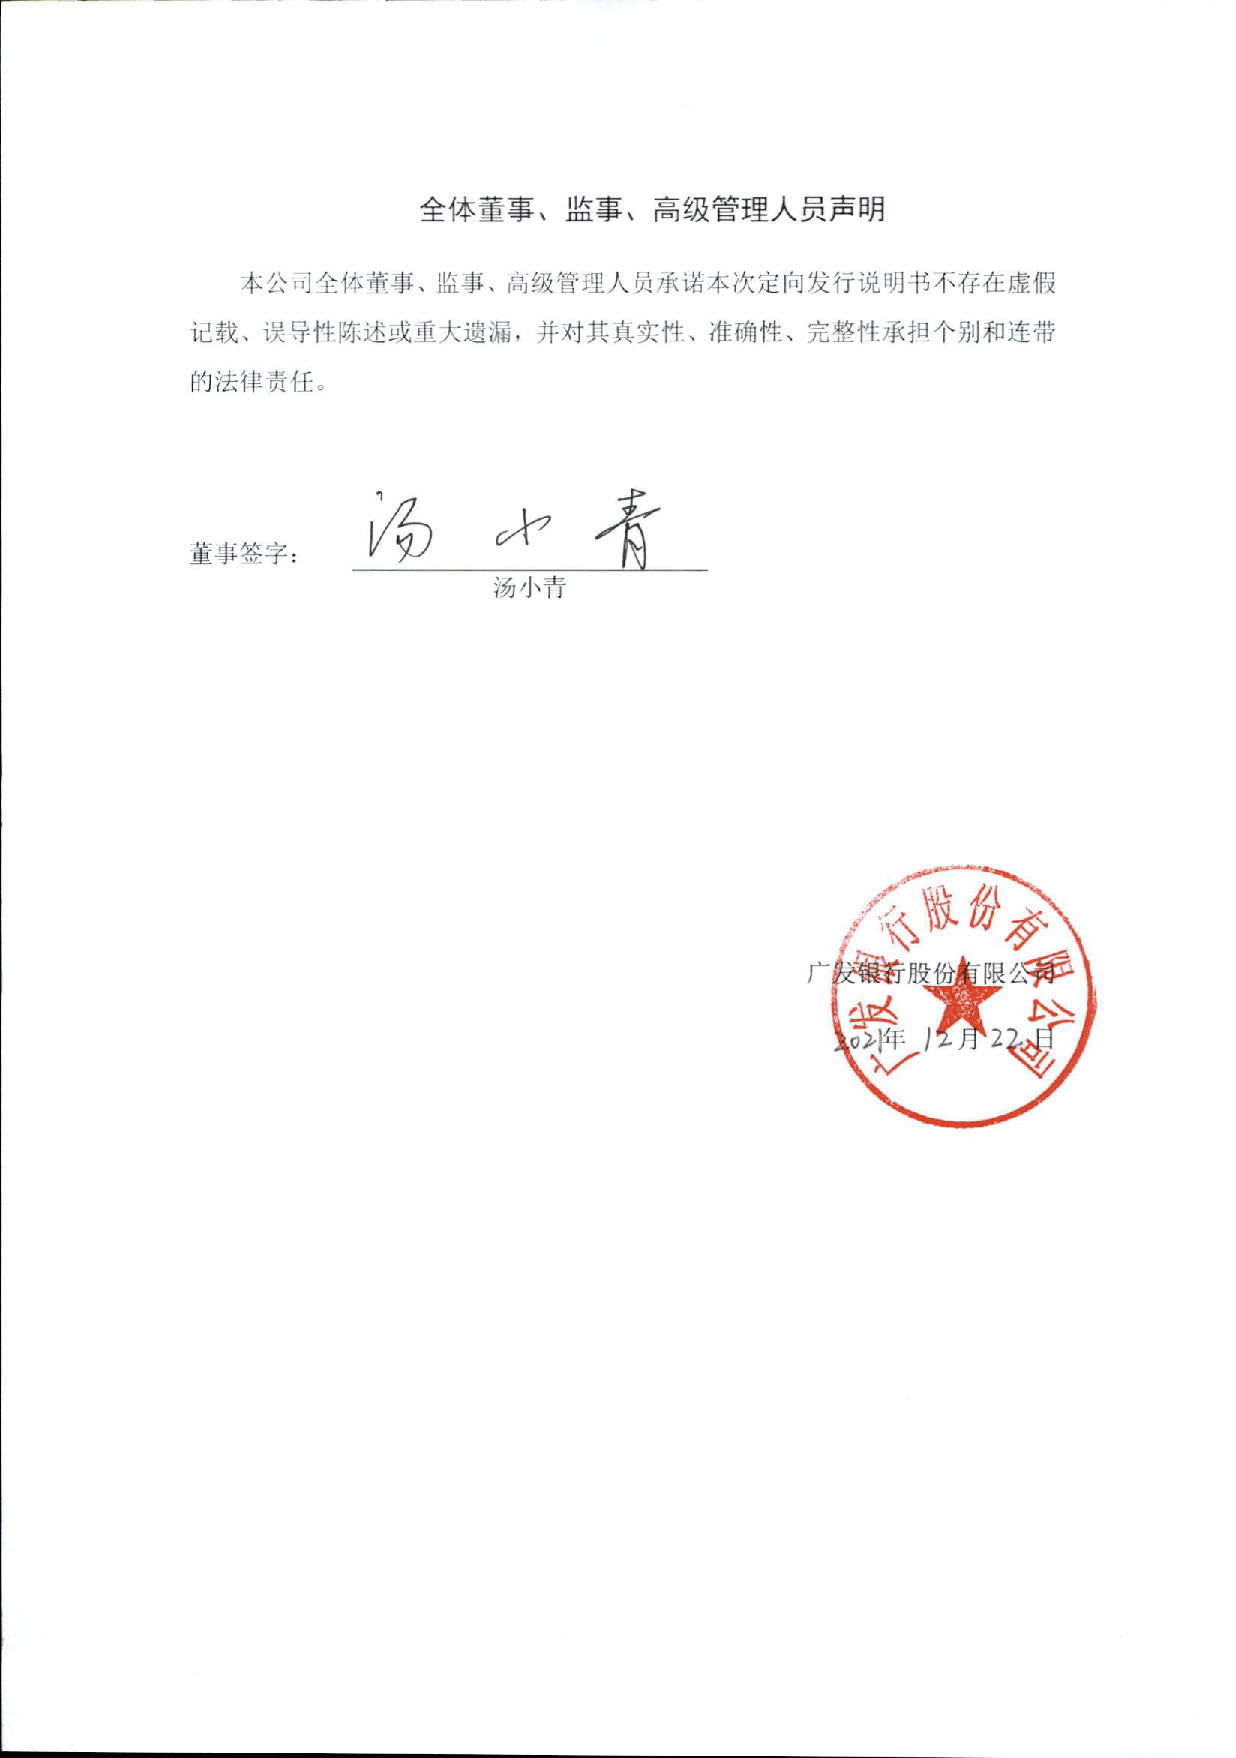 全体董事、监事、高级管理人员声明
本公司全体董事、监事、高级管理人员承诺本次定向发行说明书不存在虚假
记载、误导性陈述或重大遗漏，并对其真实性、准确性、完整性承担个别和连带
的法律责任。
汤小青
董事签字：
汤小青
广发银行股份有限公司
广发银行股份有限公司
2021年 12月 22日